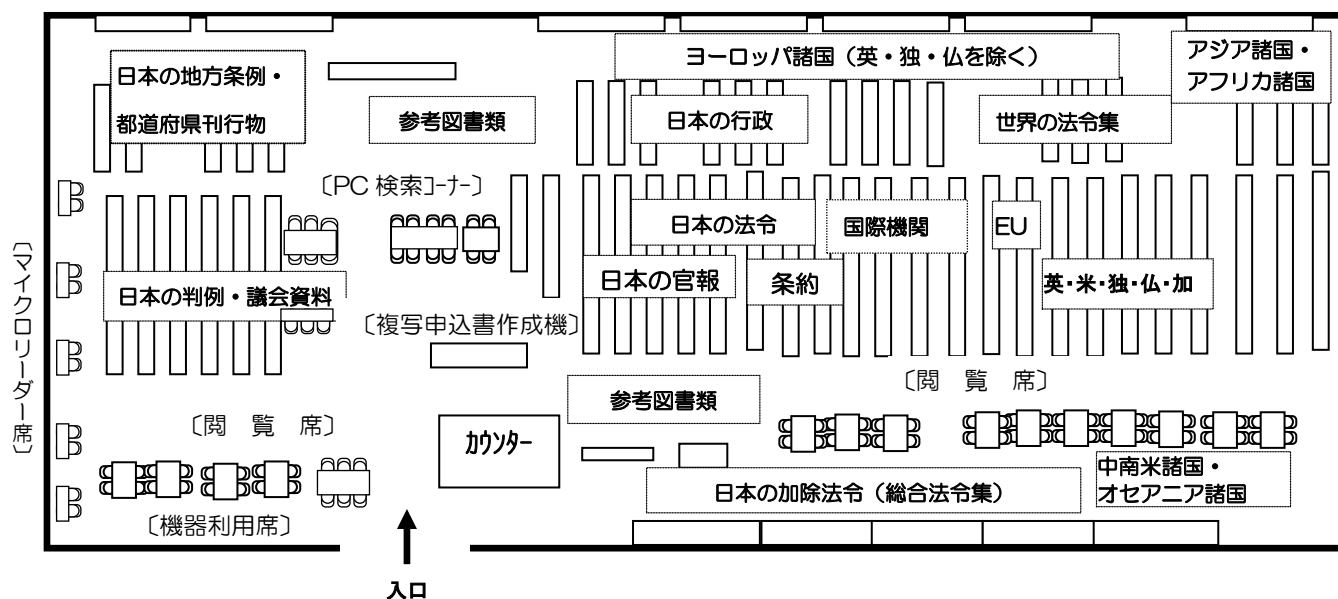 ヨーロッパ諸国（英・独・仏を除く）
アジア諸国・
アフリカ諸国
日本の地方条例・
都道府県刊行物
参考図書類
日本の行政
世界の法令集
〔PC 検索コーナー〕
日本の法令
国際機関
EU
日本の官報
条約
英・米・独・仏・加
日本の判例・議会資料
〔複写申込書作成機〕
〔マイクロリーダー席〕
〔閲　覧　席〕
参考図書類
〔閲　覧　席〕
カウンター
中南米諸国・
オセアニア諸国
日本の加除法令（総合法令集）
〔機器利用席〕
入口